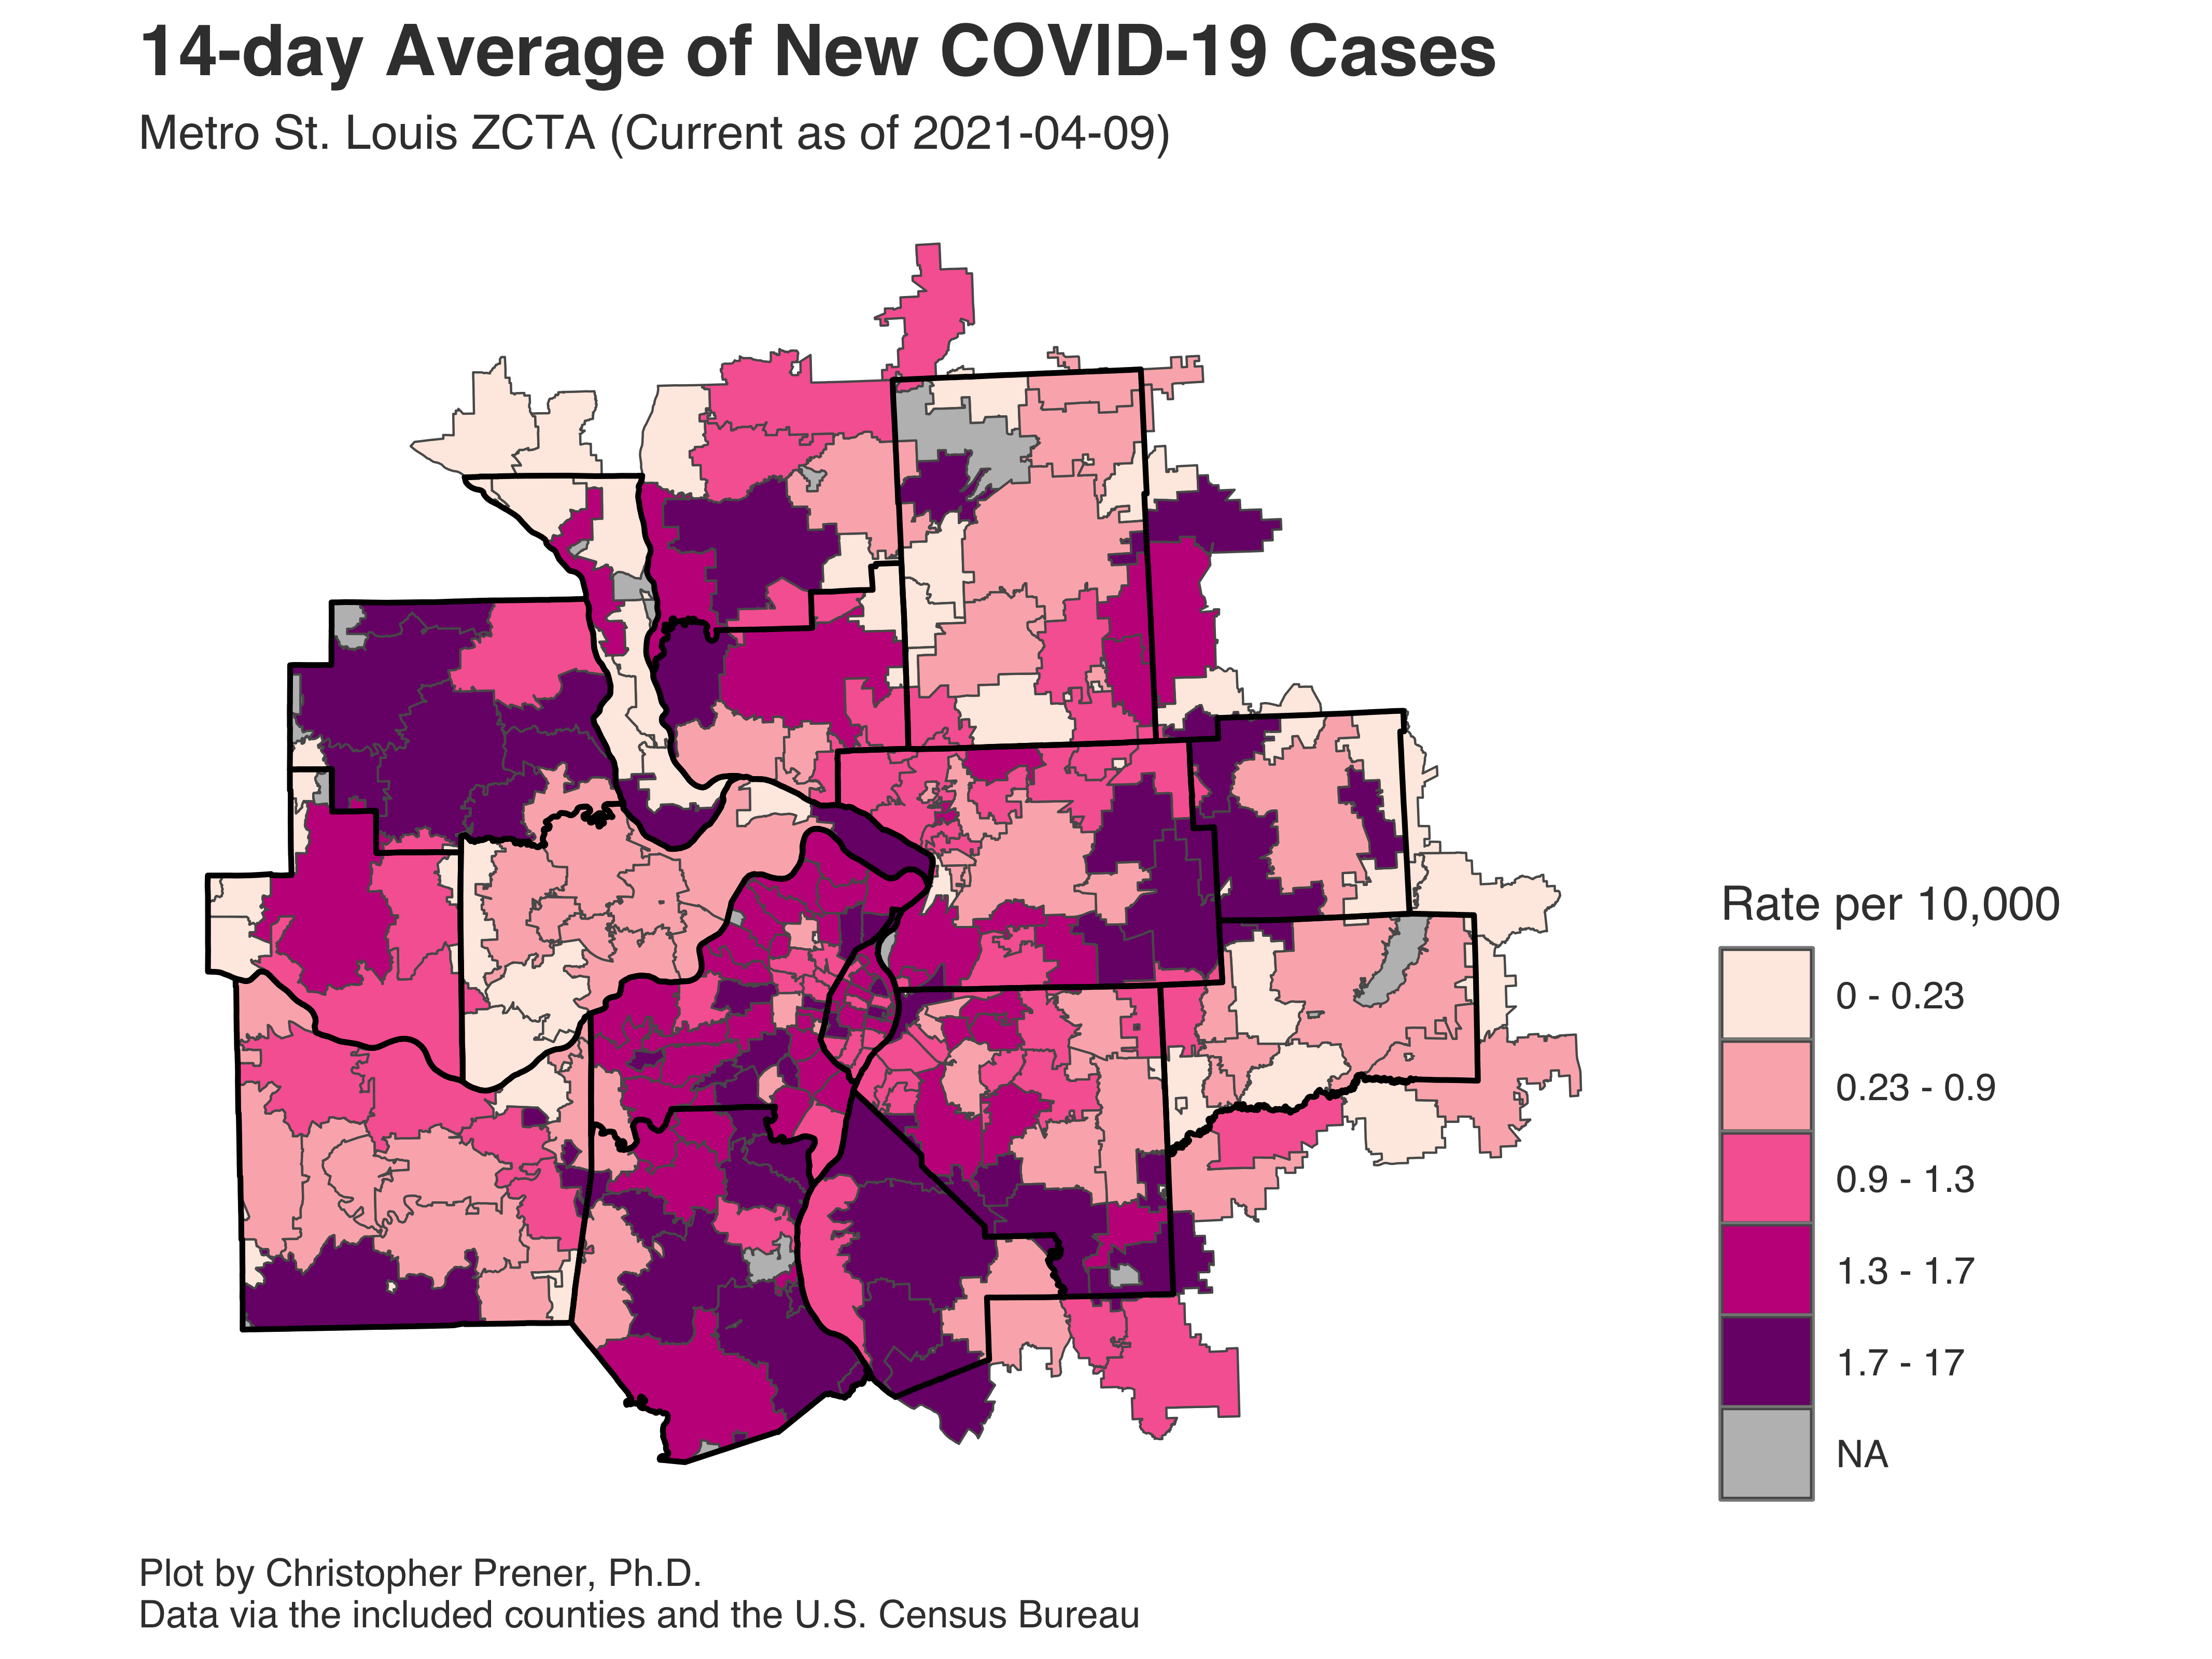 14-day Average of New COVID-19 Cases
Metro St. Louis ZCTA (Current as of 2021-04-09)
Rate per 10,000
0 - 0.23
0.23 - 0.9
0.9 - 1.3
1.3 - 1.7
1.7 - 17
NA
Plot by Christopher Prener, Ph.D.
Data via the included counties and the U.S. Census Bureau